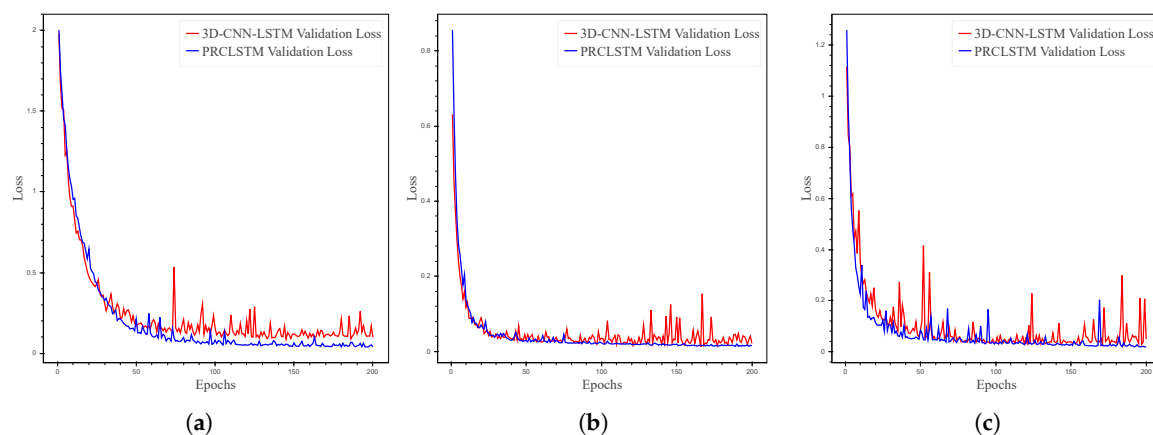 3D-CNN-LSTM Validation Loss
PRCLSTM Validation Loss
2
1.5
1
0.5
0
Loss
0 50 100 150 200
Epochs
(a)
3D-CNN-LSTM Validation Loss
PRCLSTM Validation Loss
0.8
0.6
0.4
0.2
0
Loss
0 50 100 150 200
Epochs
(b)
3D-CNN-LSTM Validation Loss
PRCLSTM Validation Loss
1.2
1
0.8
0.6
0.4
0.2
0
Loss
0 50 100 150 200
Epochs
(c)